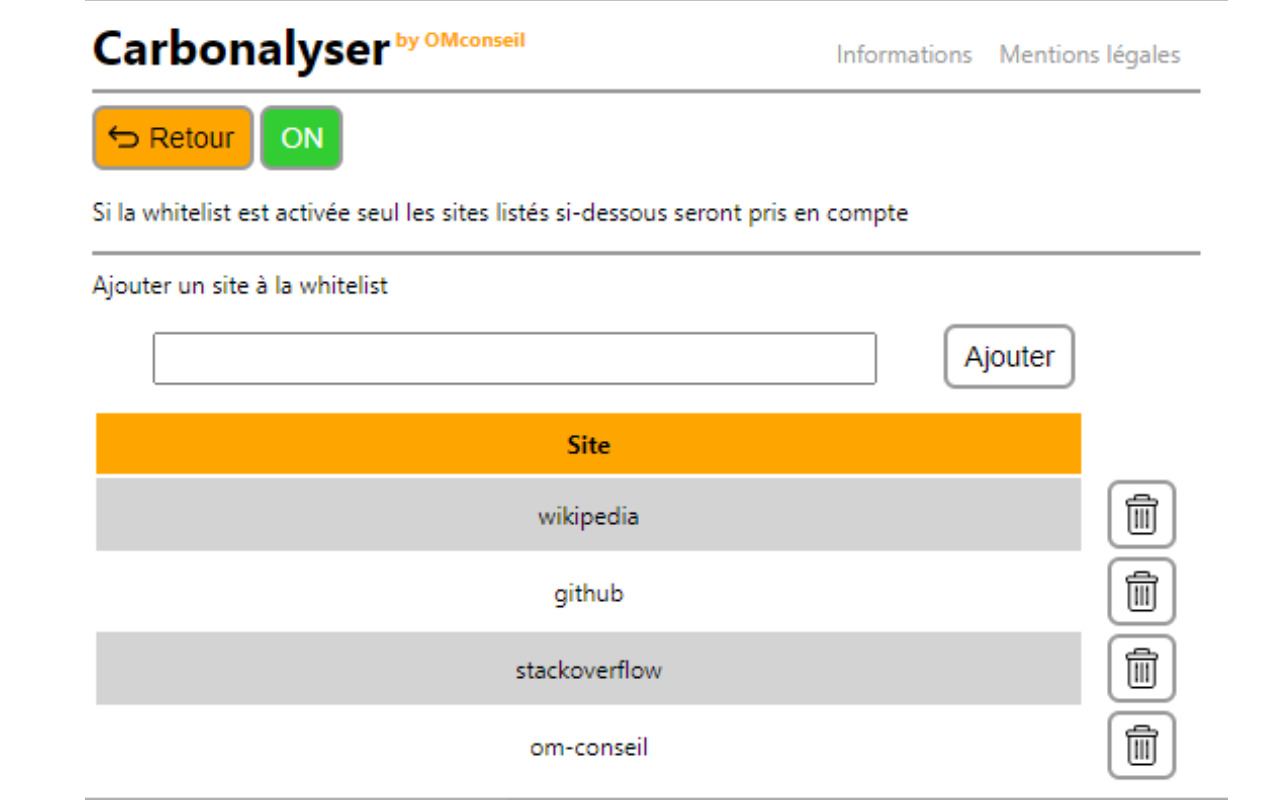 Carbonalyser by OMconseil
Informations Mentions légales
Retour ON
Si la whitelist est activée seul les sites listés si-dessous seront pris en compte
Ajouter un site à la whitelist
Ajouter
Site
wikipedia
github
stackoverflow
om-conseil